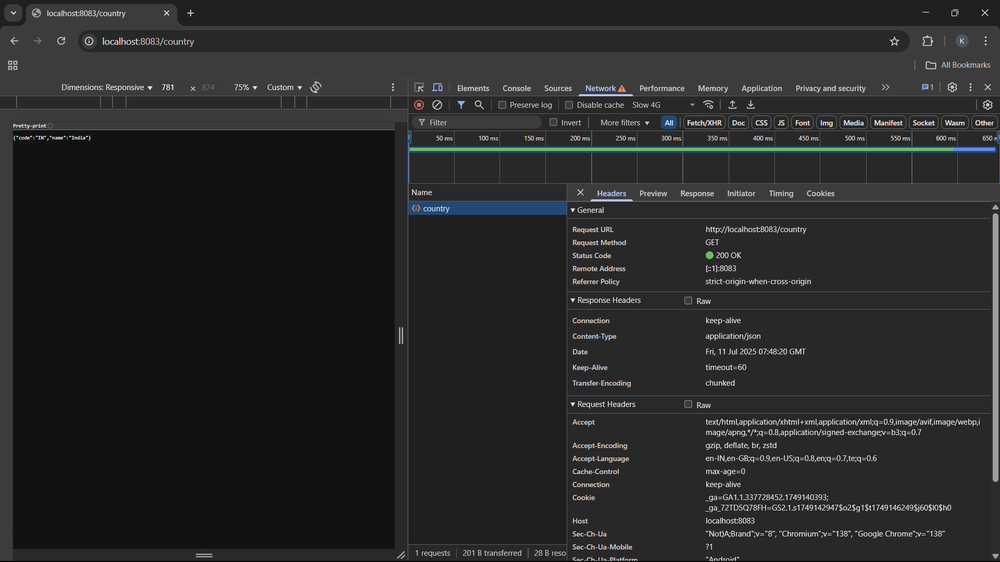 localhost:8083/country
localhost:8083/country
K
All Bookmarks
Dimensions: Responsive 781 × 874 75% Custom
Elements Console Sources Network Performance Memory Application Privacy and security 1
Preserve log Disable cache Slow 4G
Filter Invert More filters All Fetch/XHR Doc CSS JS Font Img Media Manifest Socket Wasm Other
50 ms 100 ms 150 ms 200 ms 250 ms 300 ms 350 ms 400 ms 450 ms 500 ms 550 ms 600 ms 650
Pretty-print
{"code":"IN","name":"India"}
Name
country
Headers Preview Response Initiator Timing Cookies
General
Request URL http://localhost:8083/country
Request Method GET
Status Code 200 OK
Remote Address [::1]:8083
Referrer Policy strict-origin-when-cross-origin
Response Headers Raw
Connection keep-alive
Content-Type application/json
Date Fri, 11 Jul 2025 07:48:20 GMT
Keep-Alive timeout=60
Transfer-Encoding chunked
Request Headers Raw
Accept text/html,application/xhtml+xml,application/xml;q=0.9,image/avif,image/webp,i
mage/apng,*/*;q=0.8,application/signed-exchange;v=b3;q=0.7
Accept-Encoding gzip, deflate, br, zstd
Accept-Language en-IN,en-GB;q=0.9,en-US;q=0.8,en;q=0.7,te;q=0.6
Cache-Control max-age=0
Connection keep-alive
Cookie _ga=GA1.1.337728452.1749140393;
_ga_72TD5Q78FH=GS2.1.s1749142947$o2$g1$t1749146249$j60$l0$h0
Host localhost:8083
Sec-Ch-Ua "Not)A;Brand";v="8", "Chromium";v="138", "Google Chrome";v="138"
Sec-Ch-Ua-Mobile ?1
Sec-Ch-Ua-Platform "Android"
1 requests 201 B transferred 28 B reso